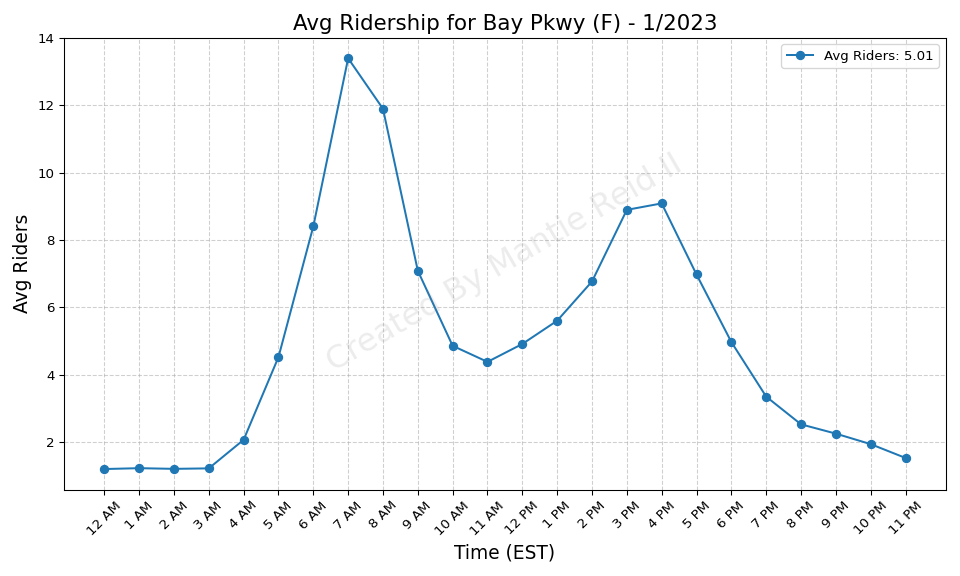 Avg Ridership for Bay Pkwy (F) - 1/2023
Avg Riders: 5.01
Avg Riders
14
12
10
8
6
4
2
Created By Mantie Reid II
12 AM
1 AM
2 AM
3 AM
4 AM
5 AM
6 AM
7 AM
8 AM
9 AM
10 AM
11 AM
12 PM
1 PM
2 PM
3 PM
4 PM
5 PM
6 PM
7 PM
8 PM
9 PM
10 PM
11 PM
Time (EST)